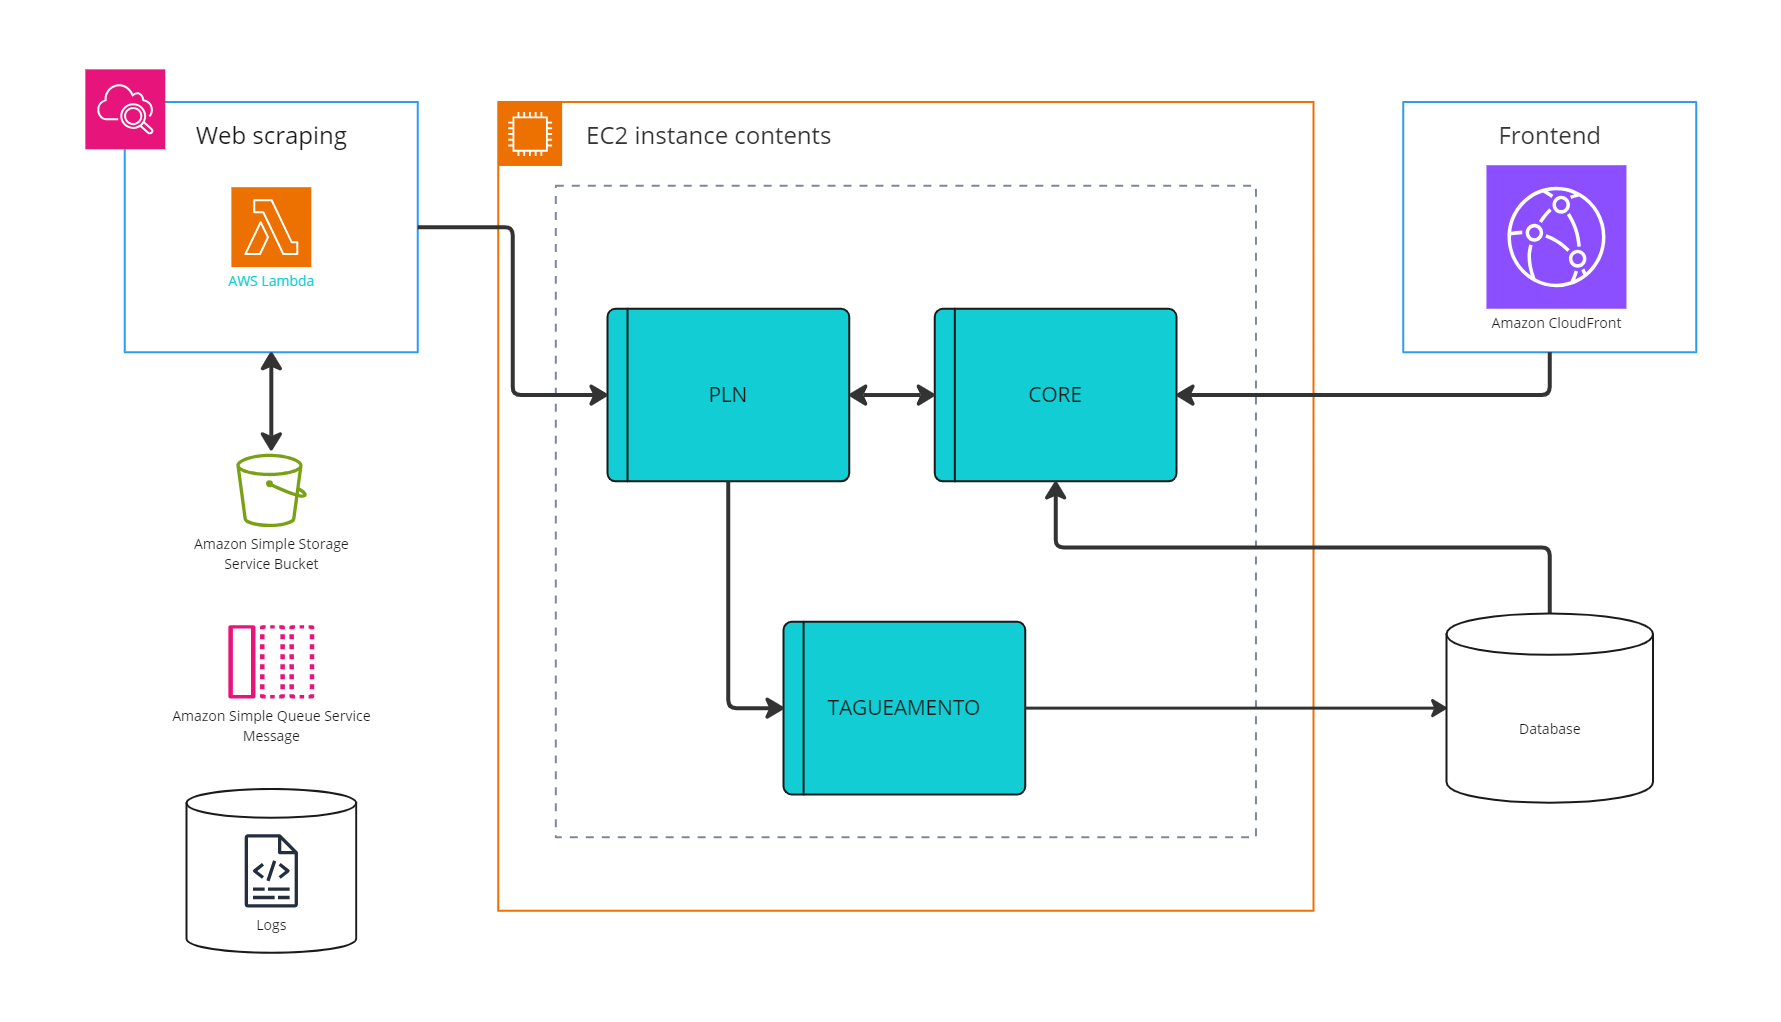 Web scraping
AWS Lambda
Amazon Simple Storage
Service Bucket
Amazon Simple Queue Service
Message
</>
Logs
EC2 instance contents
PLN
CORE
TAGUEAMENTO
Frontend
Amazon CloudFront
Database